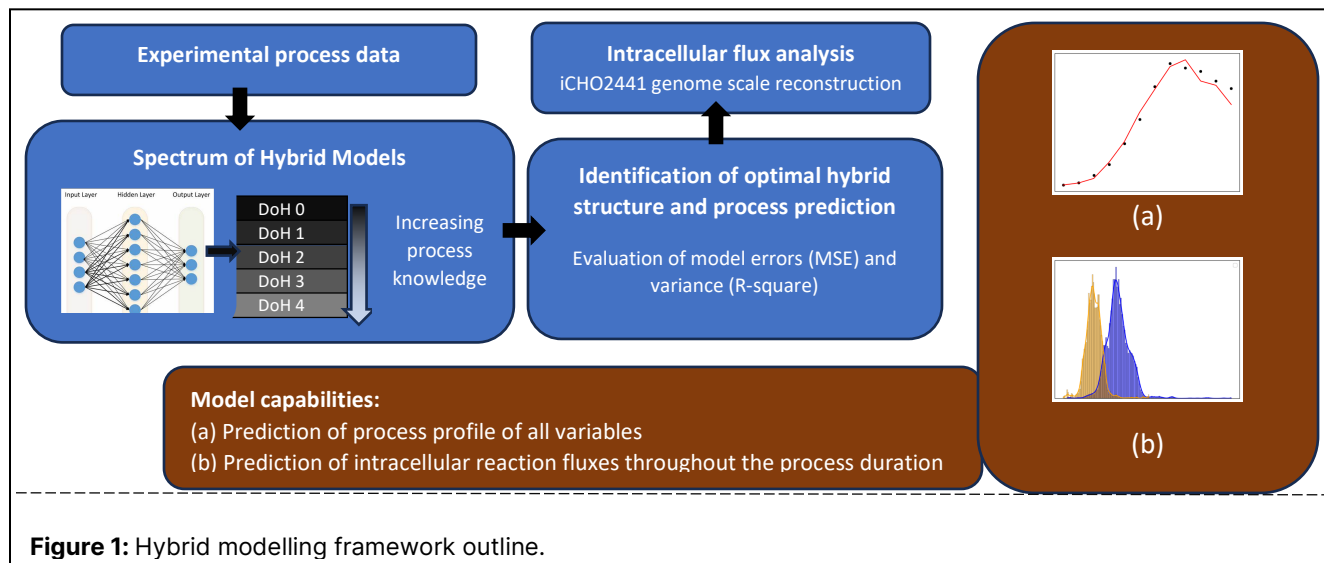 Experimental process data
Intracellular flux analysis
iCHO2441 genome scale reconstruction
Spectrum of Hybrid Models
Input Layer Hidden Layer Output Layer
DoH 0
DoH 1
DoH 2
DoH 3
DoH 4
Increasing
process
knowledge
Identification of optimal hybrid
structure and process prediction
Evaluation of model errors (MSE) and
variance (R-square)
(a)
(b)
Model capabilities:
(a) Prediction of process profile of all variables
(b) Prediction of intracellular reaction fluxes throughout the process duration
Figure 1: Hybrid modelling framework outline.